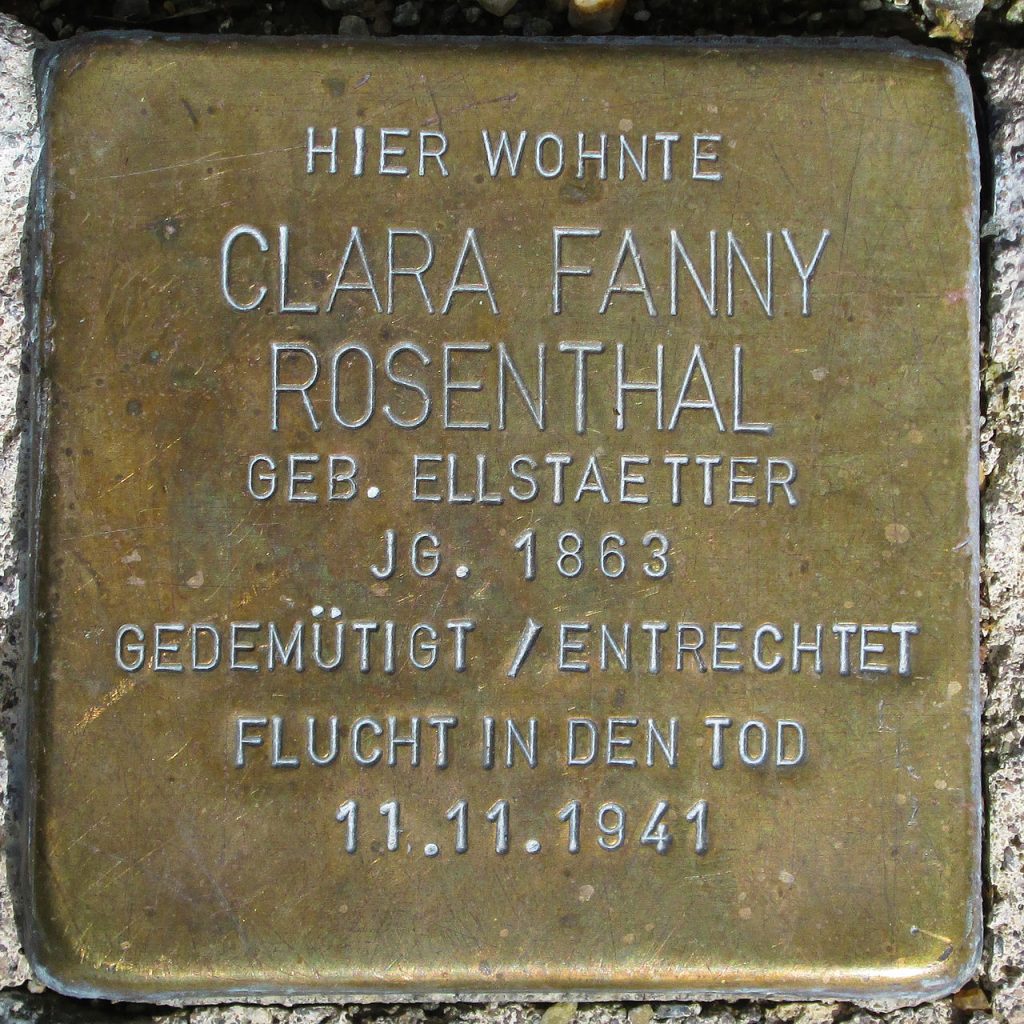 HIER WOHNTE
CLARA FANNY
ROSENTHAL
GEB. ELLSTAETTER
JG. 1863
GEDEMÜTIGT / ENTRECHTET
FLUCHT IN DEN TOD
11.11.1941